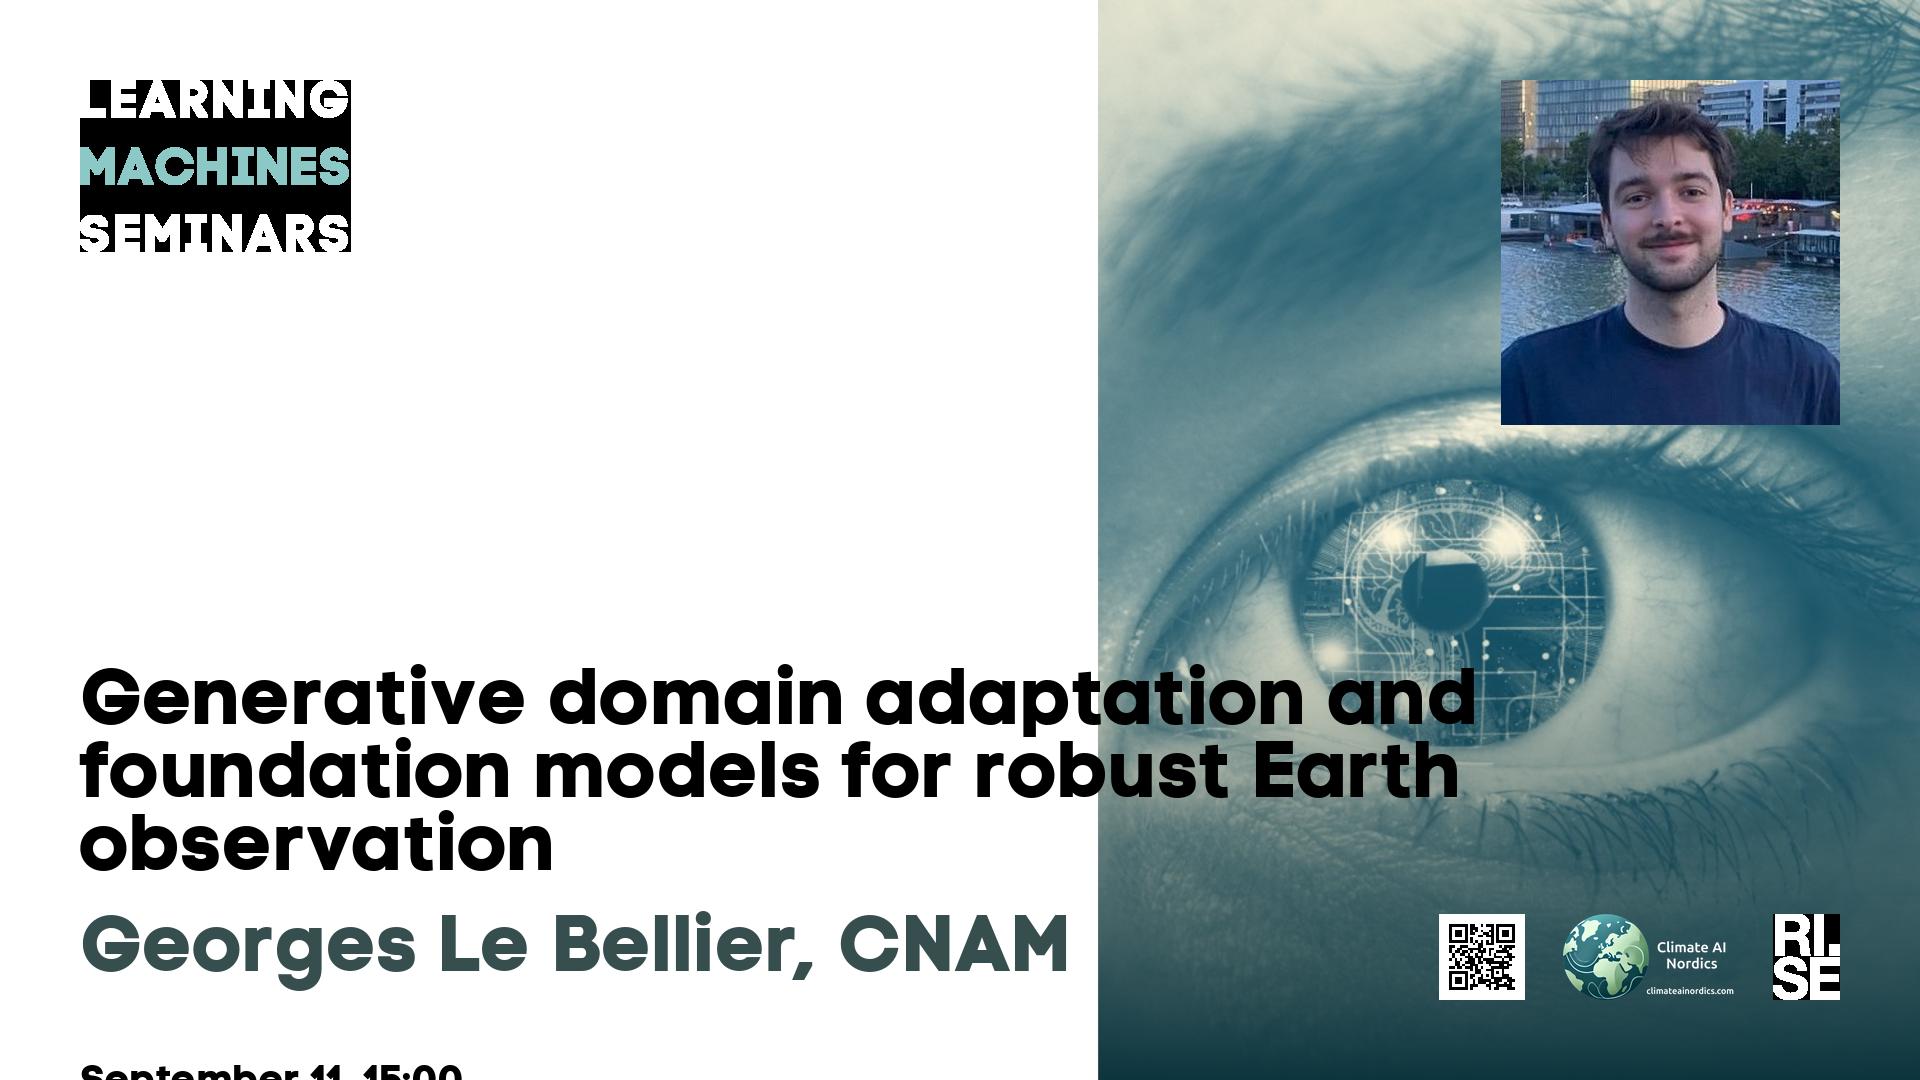 LEARNING
MACHINES
SEMINARS
Generative domain adaptation and
foundation models for robust Earth
observation
Georges Le Bellier, CNAM
September 11, 15:00
Climate AI
Nordics
climateainordics.com
RI.
SE